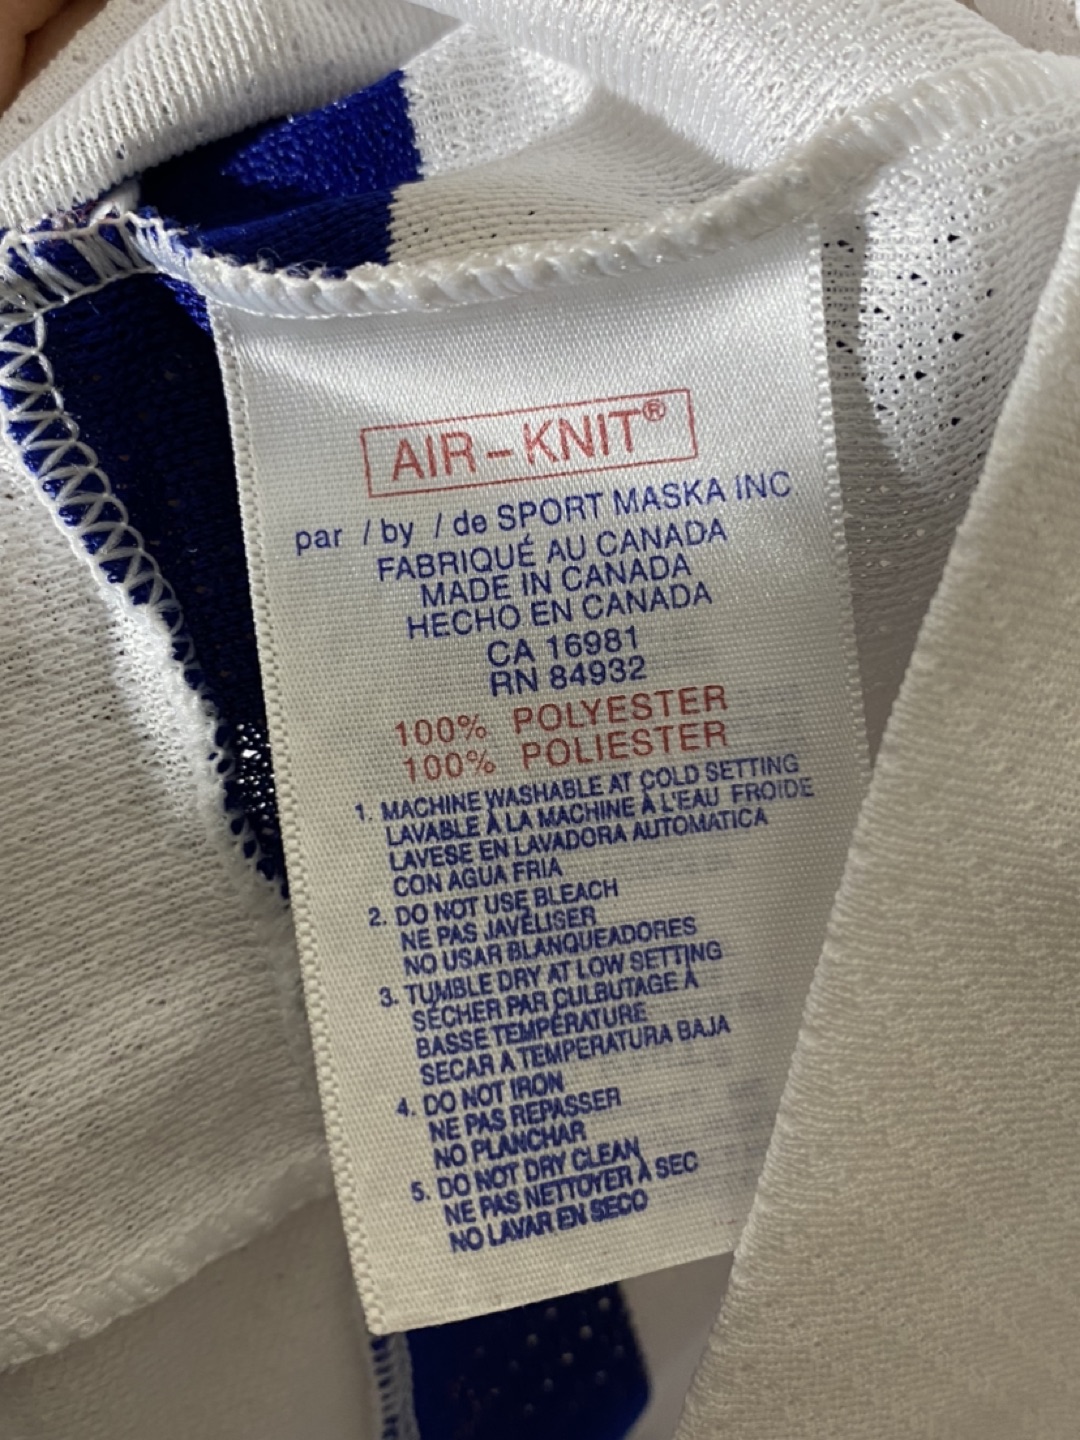 AIR-KNIT®
par / by / de SPORT MASKA INC
FABRIQUÉ AU CANADA
MADE IN CANADA
HECHO EN CANADA
CA 16981
RN 84932
100% POLYESTER
100% POLIESTER
1. MACHINE WASHABLE AT COLD SETTING
LAVABLE À LA MACHINE À L'EAU FROIDE
LAVESE EN LAVADORA AUTOMATICA
CON AGUA FRIA
2. DO NOT USE BLEACH
NE PAS JAVÉLISER
NO USAR BLANQUEADORES
3. TUMBLE DRY AT LOW SETTING
SÉCHER PAR CULBUTAGE À
BASSE TEMPÉRATURE
SECAR A TEMPERATURA BAJA
4. DO NOT IRON
NE PAS REPASSER
NO PLANCHAR
5. DO NOT DRY CLEAN
NE PAS NETTOYER À SEC
NO LAVAR EN SECO